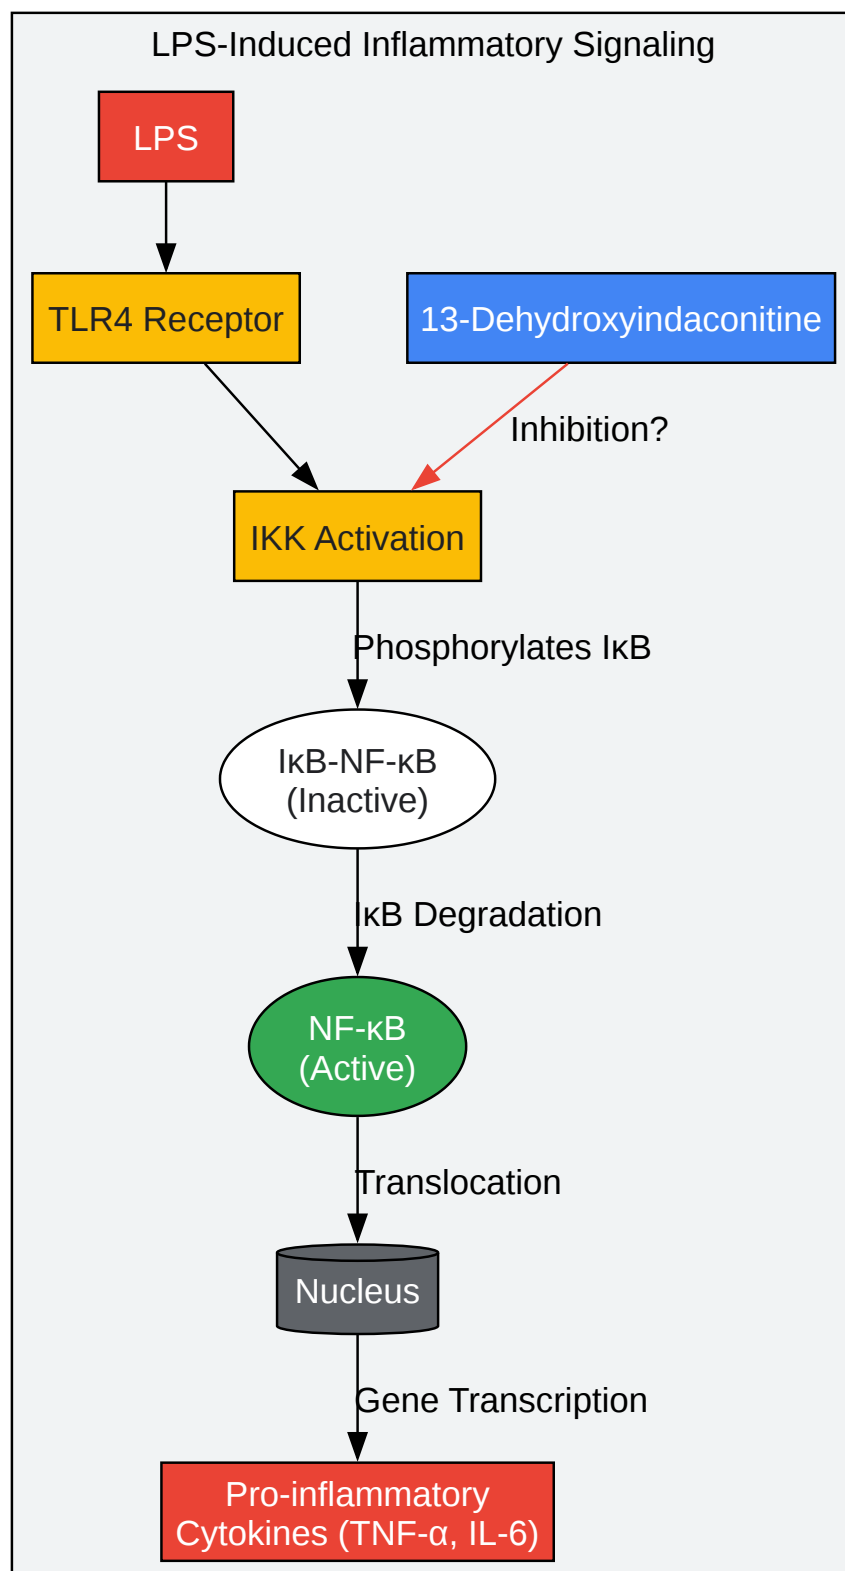 LPS-Induced Inflammatory Signaling
LPS
TLR4 Receptor
13-Dehydroxyindaconitine
Inhibition?
IKK Activation
Phosphorylates IκB
IκB-NF-κB
(Inactive)
IκB Degradation
NF-κB
(Active)
Translocation
Nucleus
Gene Transcription
Pro-inflammatory
Cytokines (TNF-α, IL-6)